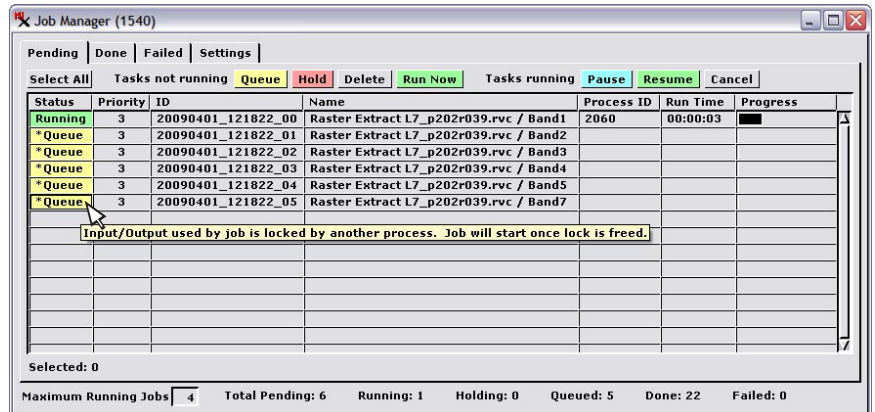 Job Manager (1540)
Pending Done Failed Settings
Select All Tasks not running Queue Hold Delete Run Now Tasks running Pause Resume Cancel
Status Priority ID Name Process ID Run Time Progress
Running 3 20090401_121822_00 Raster Extract L7_p202r039.rvc / Band1 2060 00:00:03
*Queue 3 20090401_121822_01 Raster Extract L7_p202r039.rvc / Band2
*Queue 3 20090401_121822_02 Raster Extract L7_p202r039.rvc / Band3
*Queue 3 20090401_121822_03 Raster Extract L7_p202r039.rvc / Band4
*Queue 3 20090401_121822_04 Raster Extract L7_p202r039.rvc / Band5
*Queue 3 20090401_121822_05 Raster Extract L7_p202r039.rvc / Band7
Input/Output used by job is locked by another process. Job will start once lock is freed.
Selected: 0
Maximum Running Jobs 4 Total Pending: 6 Running: 1 Holding: 0 Queued: 5 Done: 22 Failed: 0